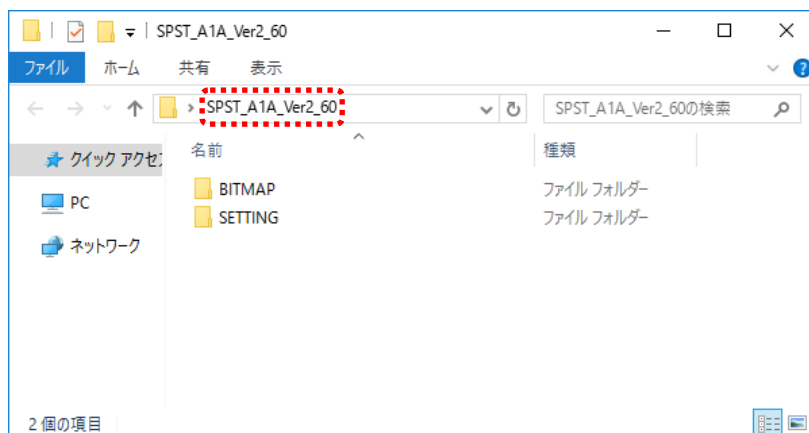 SPST_A1A_Ver2_60
ファイル ホーム 共有 表示
SPST_A1A_Ver2_60 SPST_A1A_Ver2_60の検索
名前 種類
クイック アクセス
BITMAP ファイル フォルダー
PC
SETTING ファイル フォルダー
ネットワーク
2 個の項目